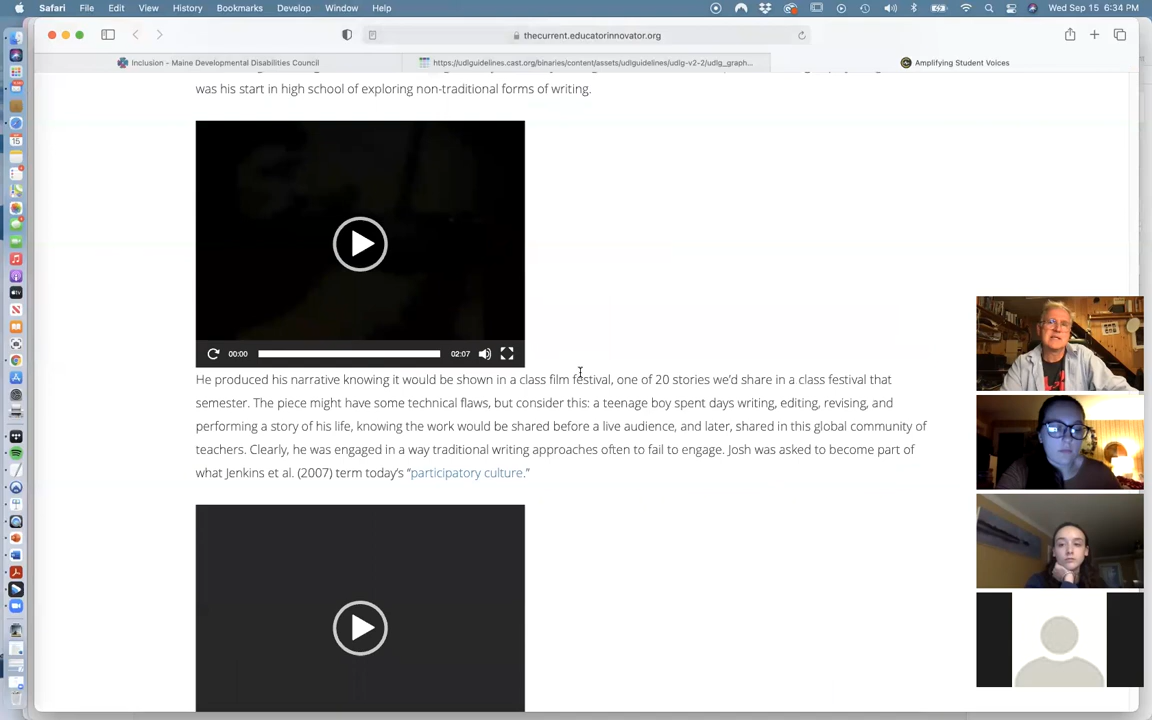 Safari File Edit View History Bookmarks Develop Window Help Wed Sep 15 6:34 PM
thecurrent.educatorinnovator.org
Inclusion – Maine Developmental Disabilities Council https://udlguidelines.cast.org/binaries/content/assets/udlguidelines/udlg-v2-2/udlg_graph... Amplifying Student Voices
was his start in high school of exploring non-traditional forms of writing.
00:00 02:07
He produced his narrative knowing it would be shown in a class film festival, one of 20 stories we'd share in a class festival that
semester. The piece might have some technical flaws, but consider this: a teenage boy spent days writing, editing, revising, and
performing a story of his life, knowing the work would be shared before a live audience, and later, shared in this global community of
teachers. Clearly, he was engaged in a way traditional writing approaches often to fail to engage. Josh was asked to become part of
what Jenkins et al. (2007) term today's "participatory culture."